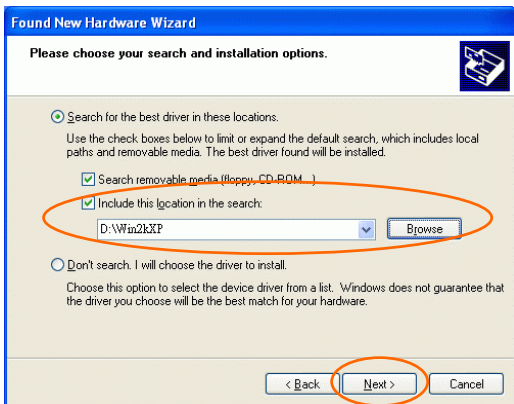 Found New Hardware Wizard
Please choose your search and installation options.
Search for the best driver in these locations.
Use the check boxes below to limit or expand the default search, which includes local
paths and removable media. The best driver found will be installed.
Search removable media (floppy, CD-ROM...)
Include this location in the search:
D:\Win2kXP
Browse
Don't search. I will choose the driver to install.
Choose this option to select the device driver from a list. Windows does not guarantee that
the driver you choose will be the best match for your hardware.
< Back
Next >
Cancel